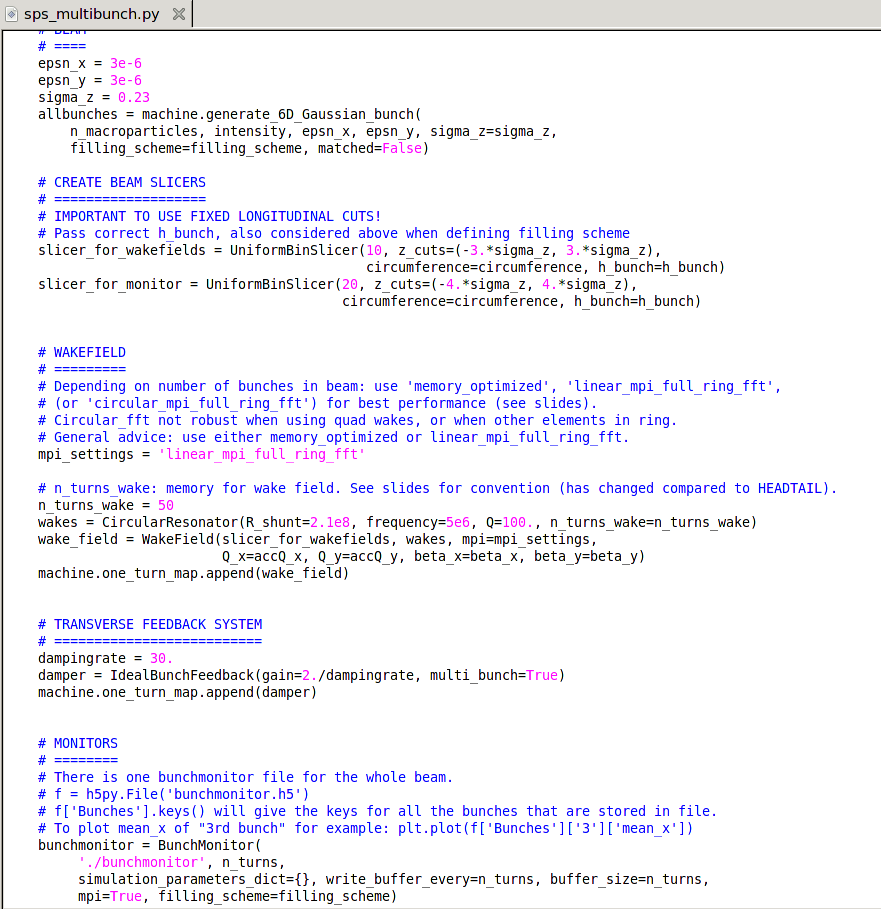 sps_multibunch.py
# BEAM
# ====
epsn_x = 3e-6
epsn_y = 3e-6
sigma_z = 0.23
allbunches = machine.generate_6D_Gaussian_bunch(
    n_macroparticles, intensity, epsn_x, epsn_y, sigma_z=sigma_z,
    filling_scheme=filling_scheme, matched=False)
# CREATE BEAM SLICERS
# ===================
# IMPORTANT TO USE FIXED LONGITUDINAL CUTS!
# Pass correct h_bunch, also considered above when defining filling scheme
slicer_for_wakefields = UniformBinSlicer(10, z_cuts=(-3.*sigma_z, 3.*sigma_z),
                                         circumference=circumference, h_bunch=h_bunch)
slicer_for_monitor = UniformBinSlicer(20, z_cuts=(-4.*sigma_z, 4.*sigma_z),
                                      circumference=circumference, h_bunch=h_bunch)
# WAKEFIELD
# =========
# Depending on number of bunches in beam: use 'memory_optimized', 'linear_mpi_full_ring_fft',
# (or 'circular_mpi_full_ring_fft') for best performance (see slides).
# Circular_fft not robust when using quad wakes, or when other elements in ring.
# General advice: use either memory_optimized or linear_mpi_full_ring_fft.
mpi_settings = 'linear_mpi_full_ring_fft'
# n_turns_wake: memory for wake field. See slides for convention (has changed compared to HEADTAIL).
n_turns_wake = 50
wakes = CircularResonator(R_shunt=2.1e8, frequency=5e6, Q=100., n_turns_wake=n_turns_wake)
wake_field = WakeField(slicer_for_wakefields, wakes, mpi=mpi_settings,
                       Q_x=accQ_x, Q_y=accQ_y, beta_x=beta_x, beta_y=beta_y)
machine.one_turn_map.append(wake_field)
# TRANSVERSE FEEDBACK SYSTEM
# ==========================
dampingrate = 30.
damper = IdealBunchFeedback(gain=2./dampingrate, multi_bunch=True)
machine.one_turn_map.append(damper)
# MONITORS
# ========
# There is one bunchmonitor file for the whole beam.
# f = h5py.File('bunchmonitor.h5')
# f['Bunches'].keys() will give the keys for all the bunches that are stored in file.
# To plot mean_x of "3rd bunch" for example: plt.plot(f['Bunches']['3']['mean_x'])
bunchmonitor = BunchMonitor(
     './bunchmonitor', n_turns,
     simulation_parameters_dict={}, write_buffer_every=n_turns, buffer_size=n_turns,
     mpi=True, filling_scheme=filling_scheme)